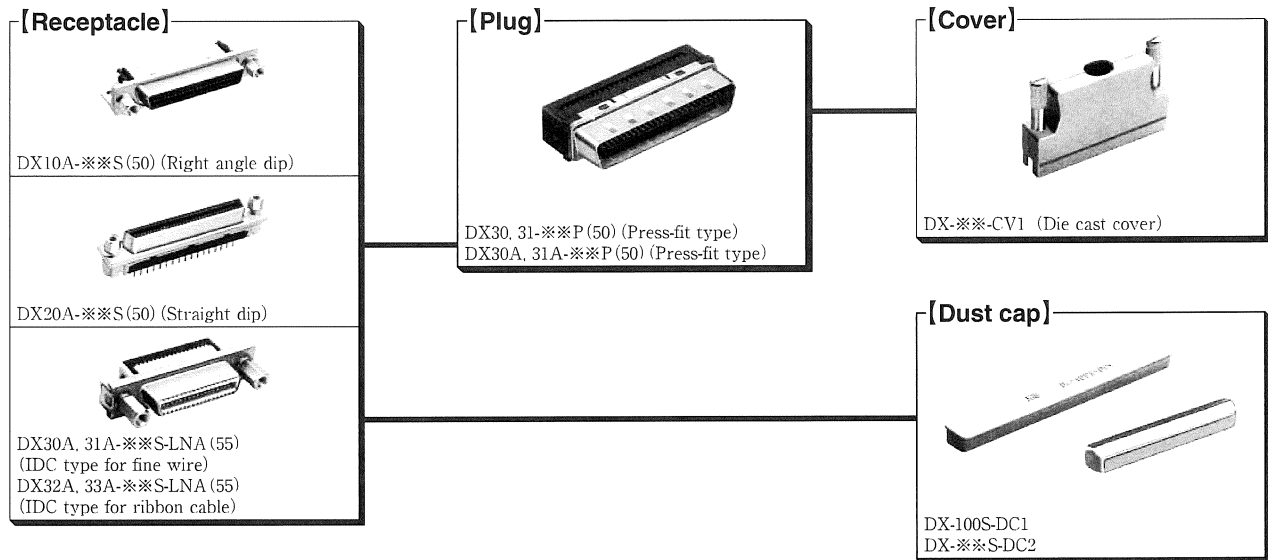 【Receptacle】
DX10A-※※S(50) (Right angle dip)
DX20A-※※S(50) (Straight dip)
DX30A, 31A-※※S-LNA(55)
(IDC type for fine wire)
DX32A, 33A-※※S-LNA(55)
(IDC type for ribbon cable)
【Plug】
DX30, 31-※※P(50) (Press-fit type)
DX30A, 31A-※※P(50) (Press-fit type)
【Cover】
DX-※※-CV1 (Die cast cover)
【Dust cap】
DX-100S-DC1
DX-※※S-DC2